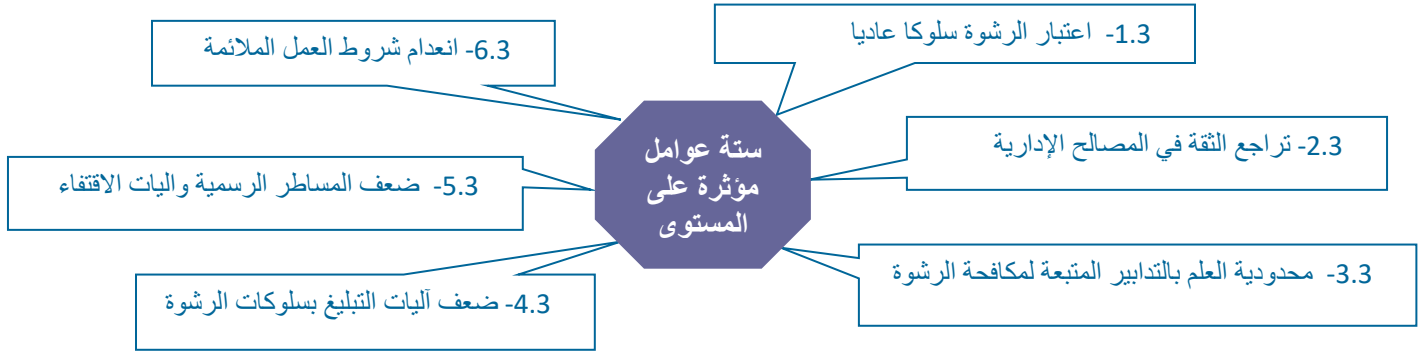 1.3- اعتبار الرشوة سلوكا عاديا
6.3- انعدام شروط العمل الملائمة
ستة عوامل
مؤثرة على
المستوى
2.3- تراجع الثقة في المصالح الإدارية
5.3- ضعف المساطر الرسمية واليات الاقتفاء
3.3- محدودية العلم بالتدابير المتبعة لمكافحة الرشوة
4.3- ضعف آليات التبليغ بسلوكات الرشوة